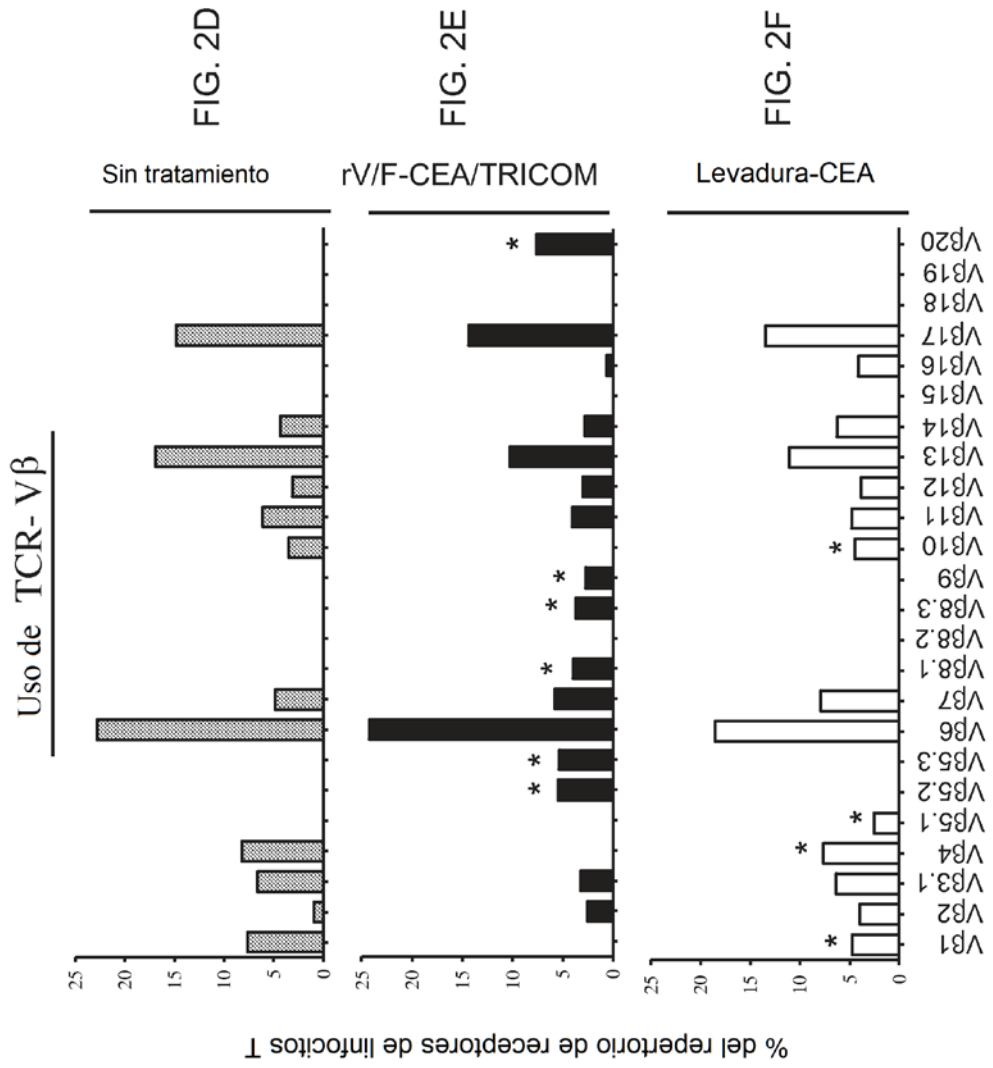 Uso de TCR- Vβ
Sin tratamiento
FIG. 2D
25
20
15
10
5
0
rV/F-CEA/TRICOM
FIG. 2E
25
20
15
10
5
0
* * * * * *
Levadura-CEA
FIG. 2F
25
20
15
10
5
0
* * * *
Vβ1
Vβ2
Vβ3.1
Vβ4
Vβ5.1
Vβ5.2
Vβ5.3
Vβ6
Vβ7
Vβ8.1
Vβ8.2
Vβ8.3
Vβ9
Vβ10
Vβ11
Vβ12
Vβ13
Vβ14
Vβ15
Vβ16
Vβ17
Vβ18
Vβ19
Vβ20
% del repertorio de receptores de linfocitos T